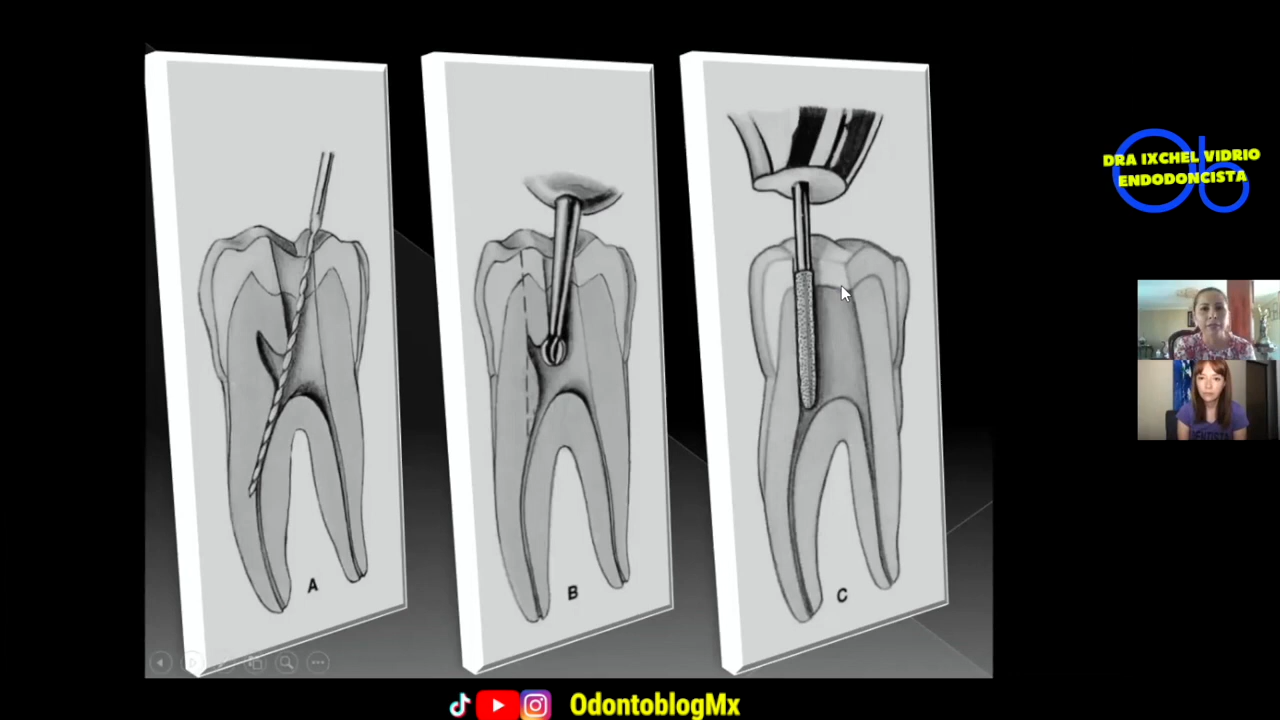 DRA IXCHEL VIDRIO
ENDODONCISTA
A
B
C
OdontoblogMx